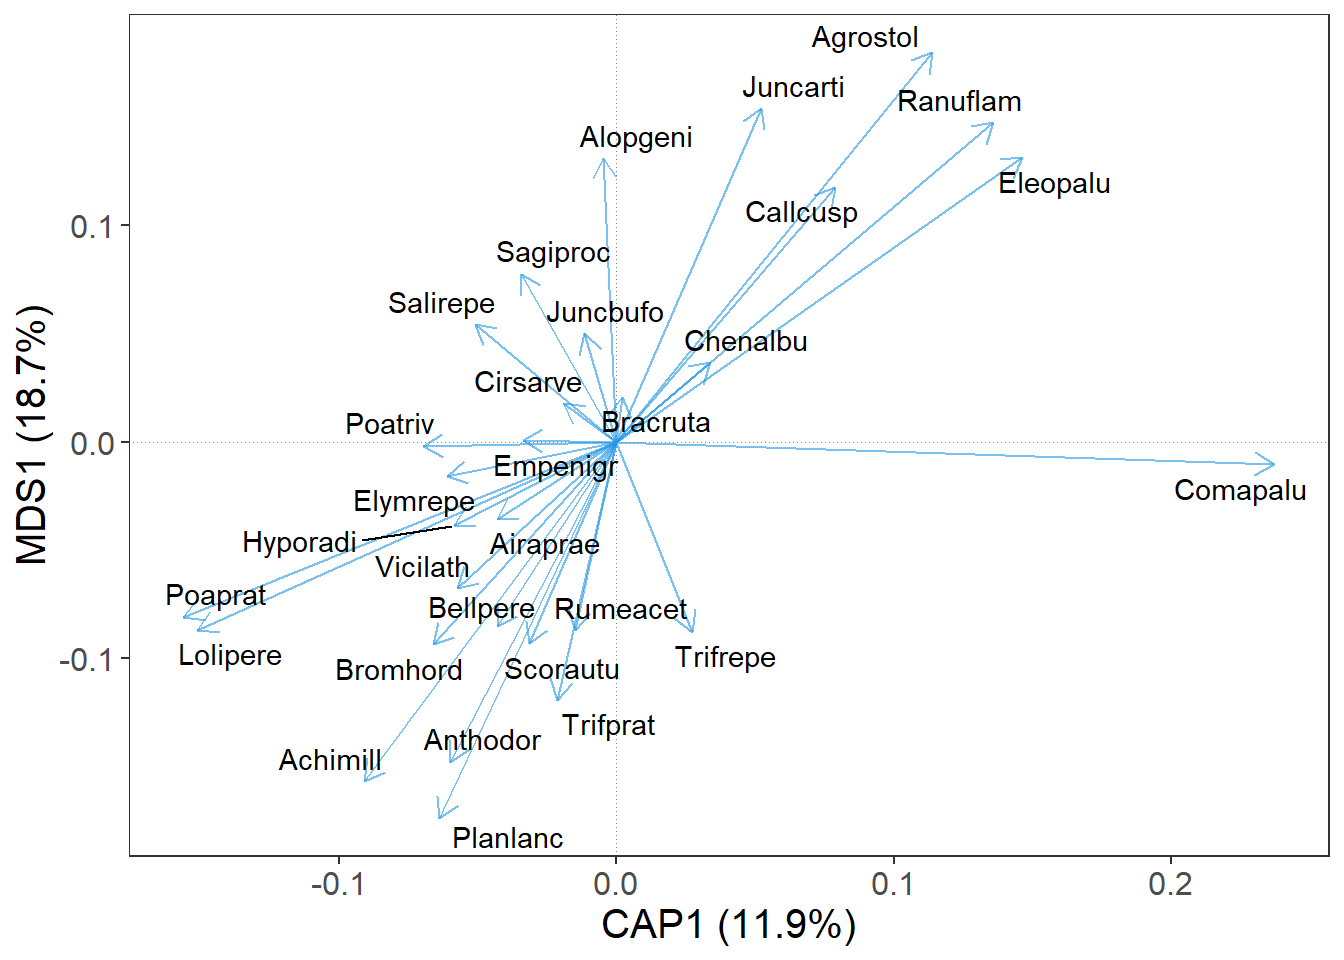 Agrostol
Juncarti
Ranuflam
Alopgeni
Eleopalu
Callcusp
Sagiproc
Salirepe
Juncbufo
Chenalbu
Cirsarve
Poatriv
Bracruta
Empenigr
Comapalu
Elymrepe
Hyporadi
Airaprae
Vicilath
Poaprat
Bellpere
Rumeacet
Lolipere
Trifrepe
Bromhord
Scorautu
Trifprat
Anthodor
Achimill
Planlanc
0.1
0.0
-0.1
MDS1 (18.7%)
-0.1 0.0 0.1 0.2
CAP1 (11.9%)